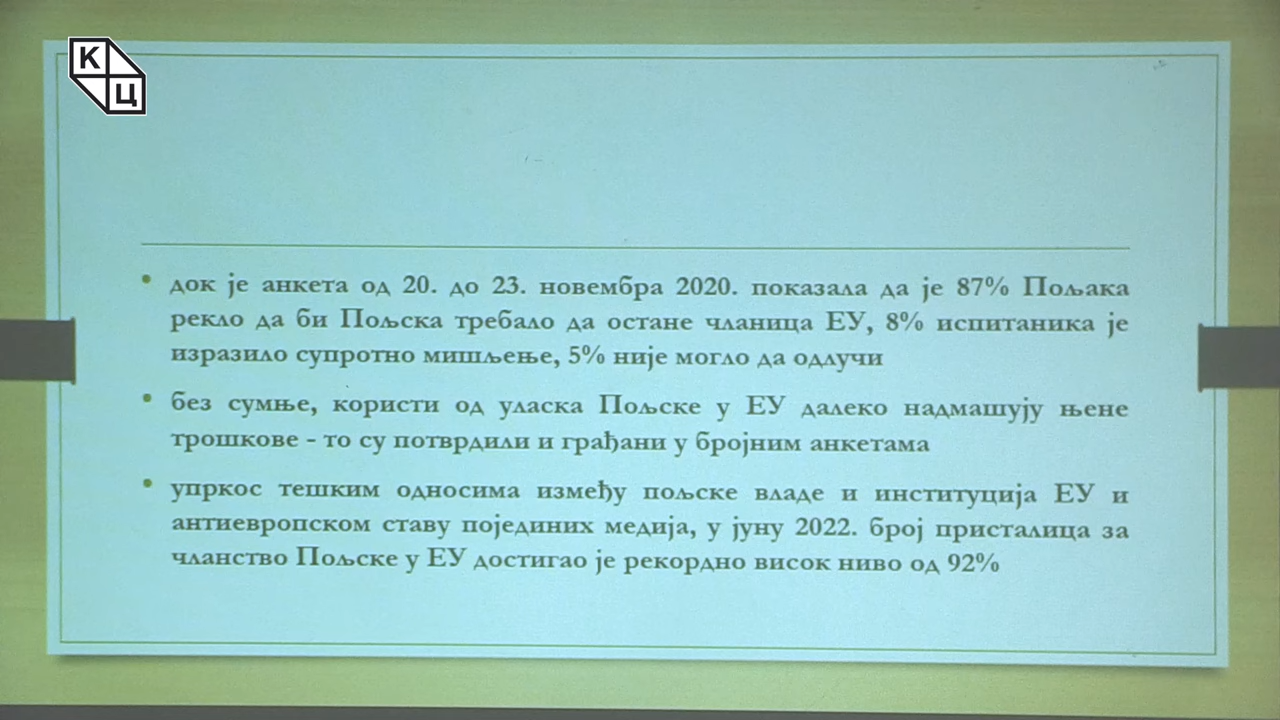 К
Ц
• док је анкета од 20. до 23. новембра 2020. показала да је 87% Пољака
рекло да би Пољска требало да остане чланица ЕУ, 8% испитаника је
изразило супротно мишљење, 5% није могло да одлучи
• без сумње, користи од уласка Пољске у ЕУ далеко надмашују њене
трошкове - то су потврдили и грађани у бројним анкетама
• упркос тешким односима између пољске владе и институција ЕУ и
антиевропском ставу појединих медија, у јуну 2022. број присталица за
чланство Пољске у ЕУ достигао је рекордно висок ниво од 92%